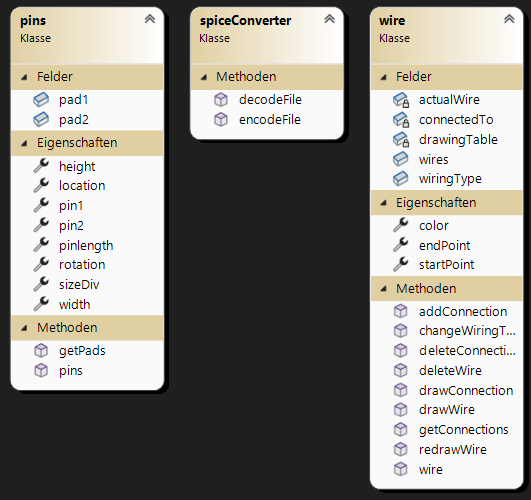 pins
Klasse
Felder
pad1
pad2
Eigenschaften
height
location
pin1
pin2
pinlength
rotation
sizeDiv
width
Methoden
getPads
pins
spiceConverter
Klasse
Methoden
decodeFile
encodeFile
wire
Klasse
Felder
actualWire
connectedTo
drawingTable
wires
wiringType
Eigenschaften
color
endPoint
startPoint
Methoden
addConnection
changeWiringT...
deleteConnecti...
deleteWire
drawConnection
drawWire
getConnections
redrawWire
wire